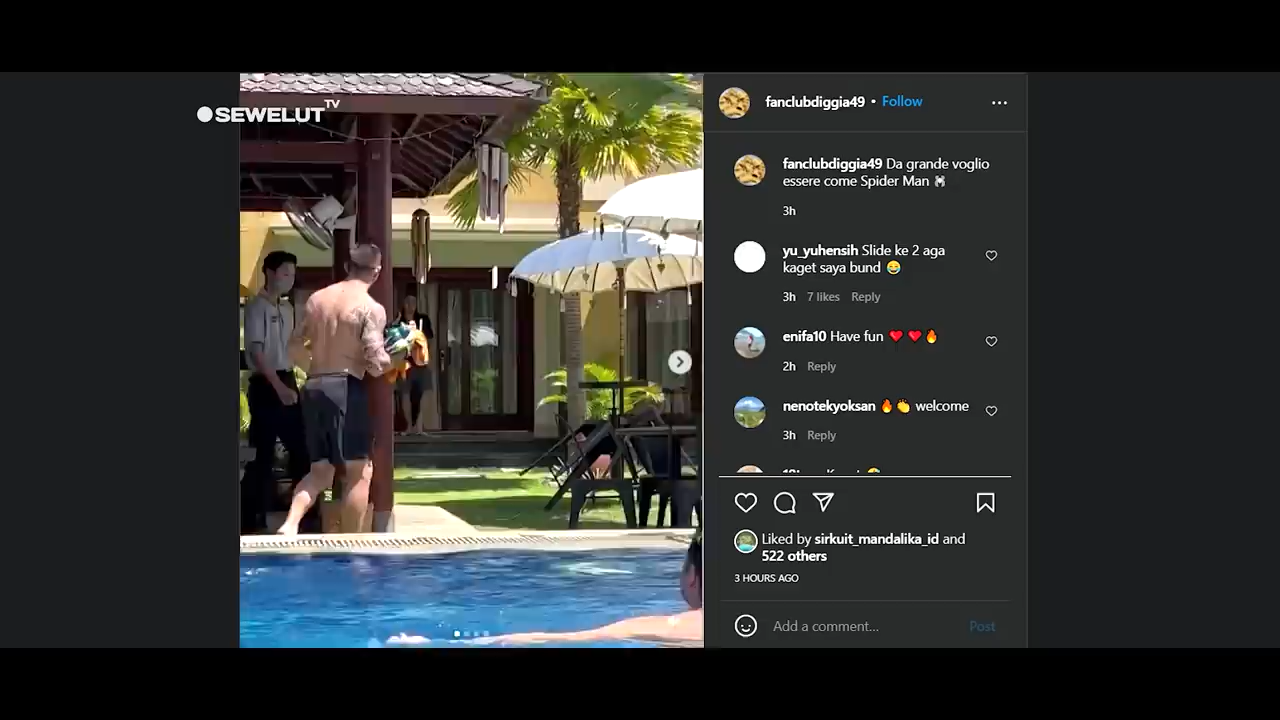 SEWELUT TV
fanclubdiggia49 • Follow
fanclubdiggia49 Da grande voglio
essere come Spider Man 🕷
3h
yu_yuhensih Slide ke 2 aga
kaget saya bund 😂
3h 7 likes Reply
enifa10 Have fun ❤️ ❤️🔥
2h Reply
nenotekyoksan 🔥👏 welcome
3h Reply
Liked by sirkuit_mandalika_id and
522 others
3 HOURS AGO
Add a comment... Post